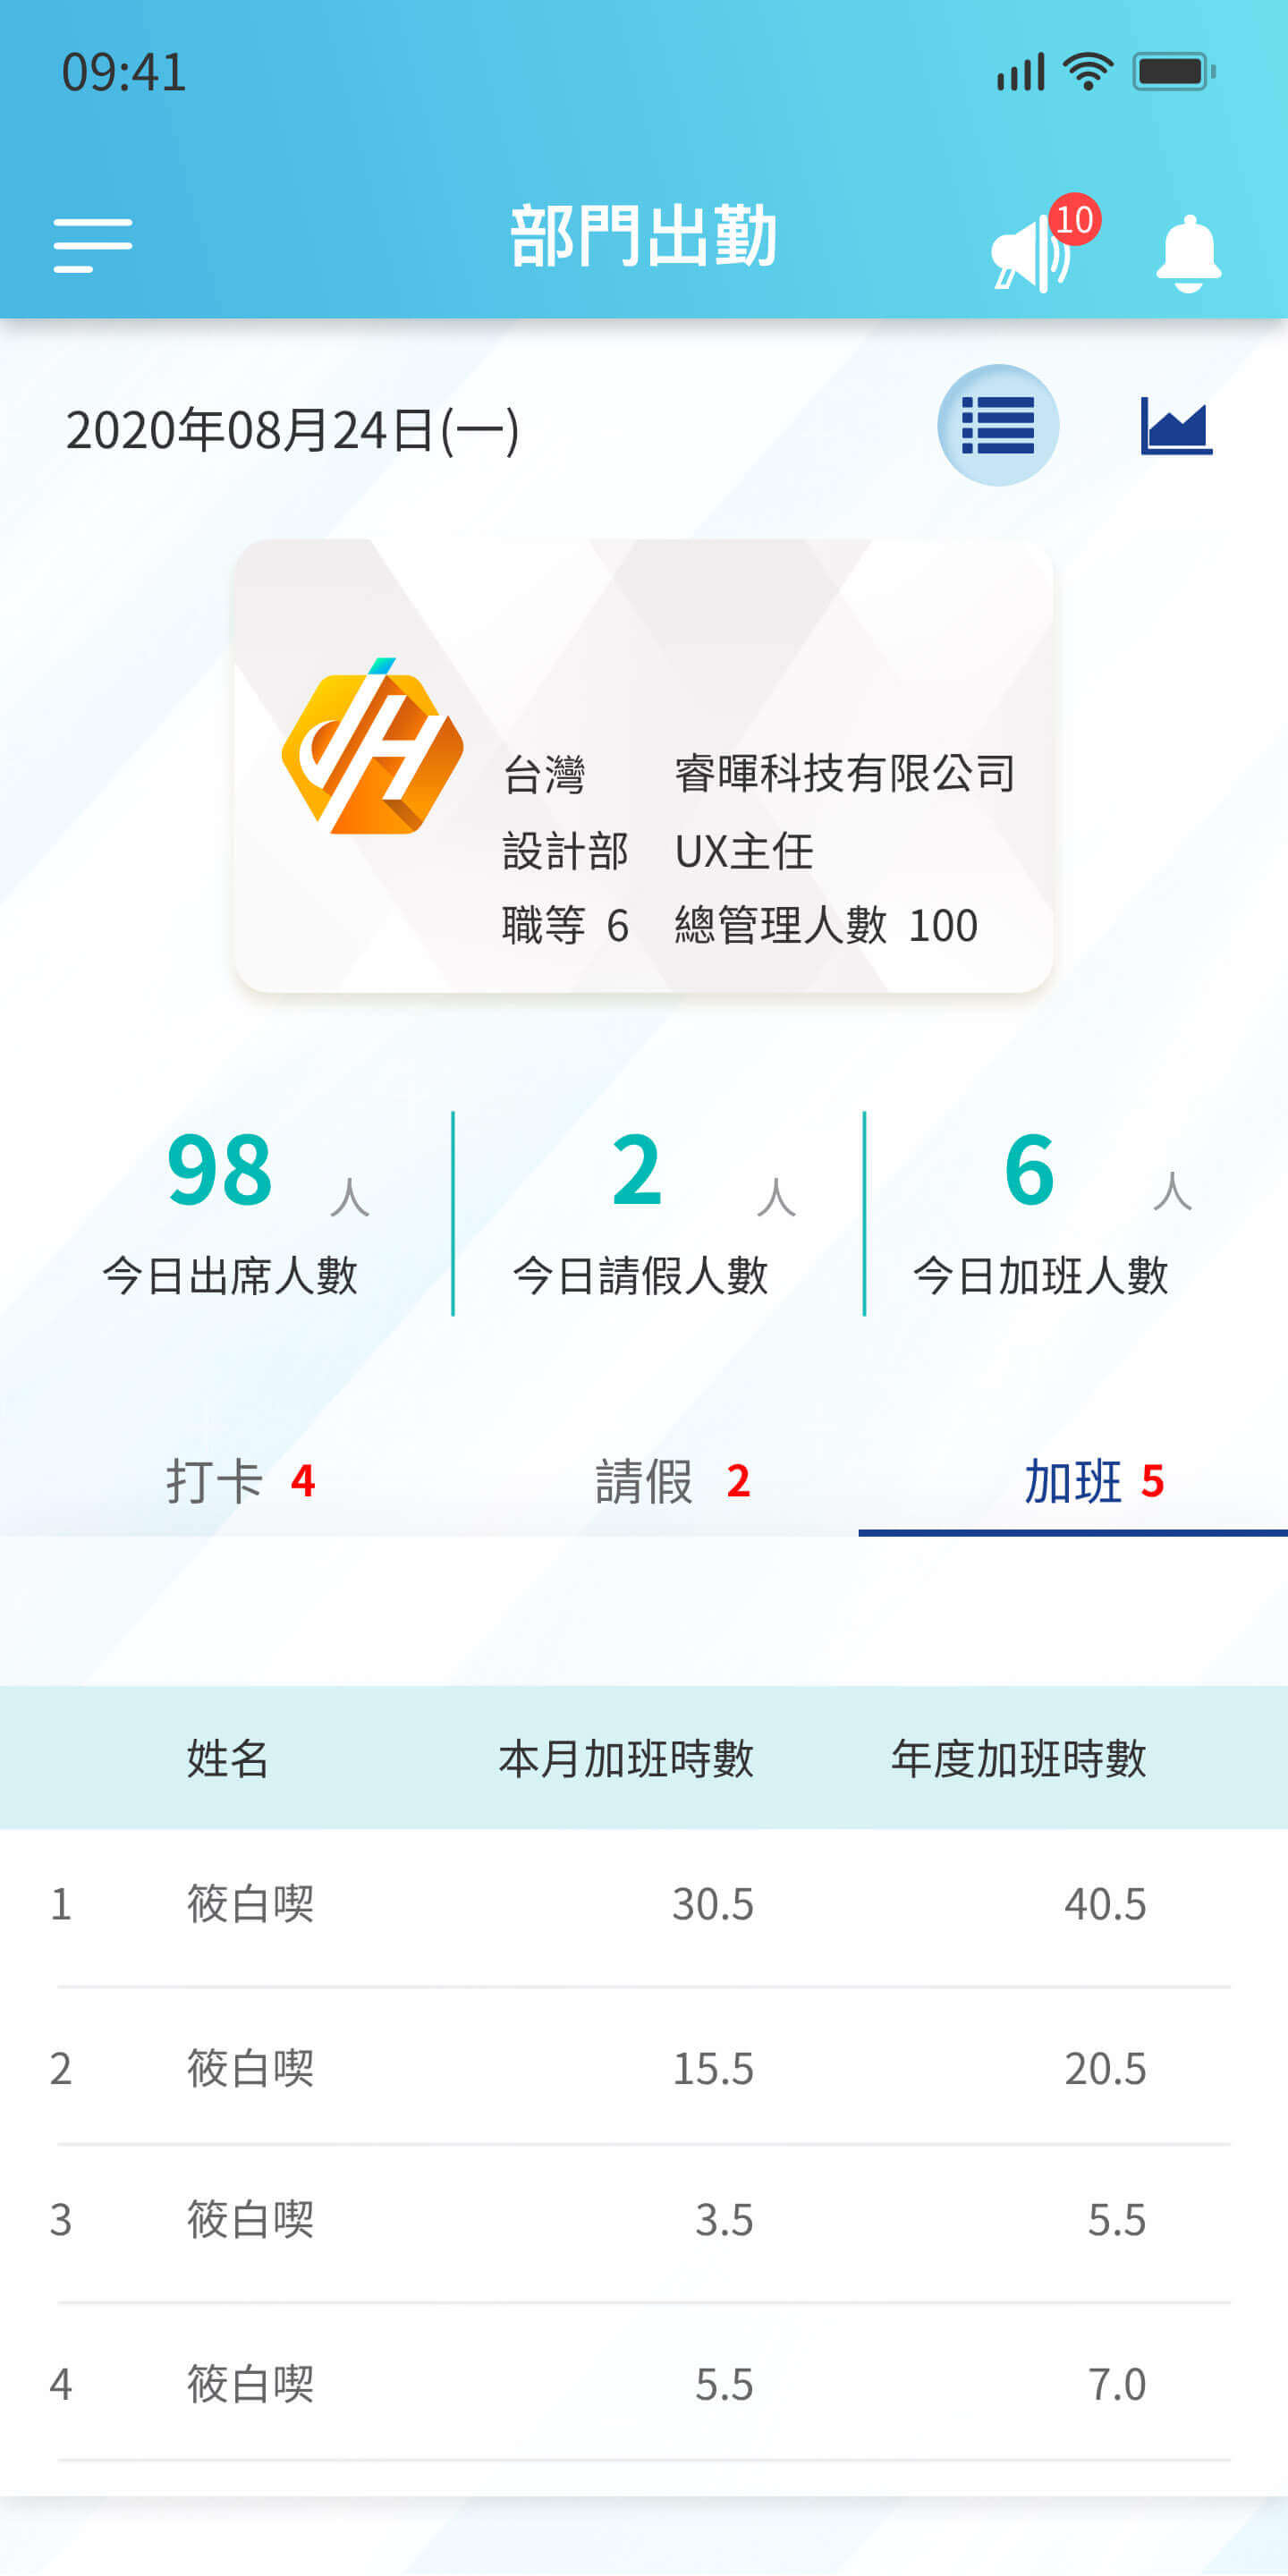 09:41
部門出勤
10
2020年08月24日(一)
台灣 睿暉科技有限公司
設計部 UX主任
職等 6 總管理人數 100
98 人 2 人 6 人
今日出席人數 今日請假人數 今日加班人數
打卡 4 請假 2 加班 5
姓名 本月加班時數 年度加班時數
1 筱白喫 30.5 40.5
2 筱白喫 15.5 20.5
3 筱白喫 3.5 5.5
4 筱白喫 5.5 7.0